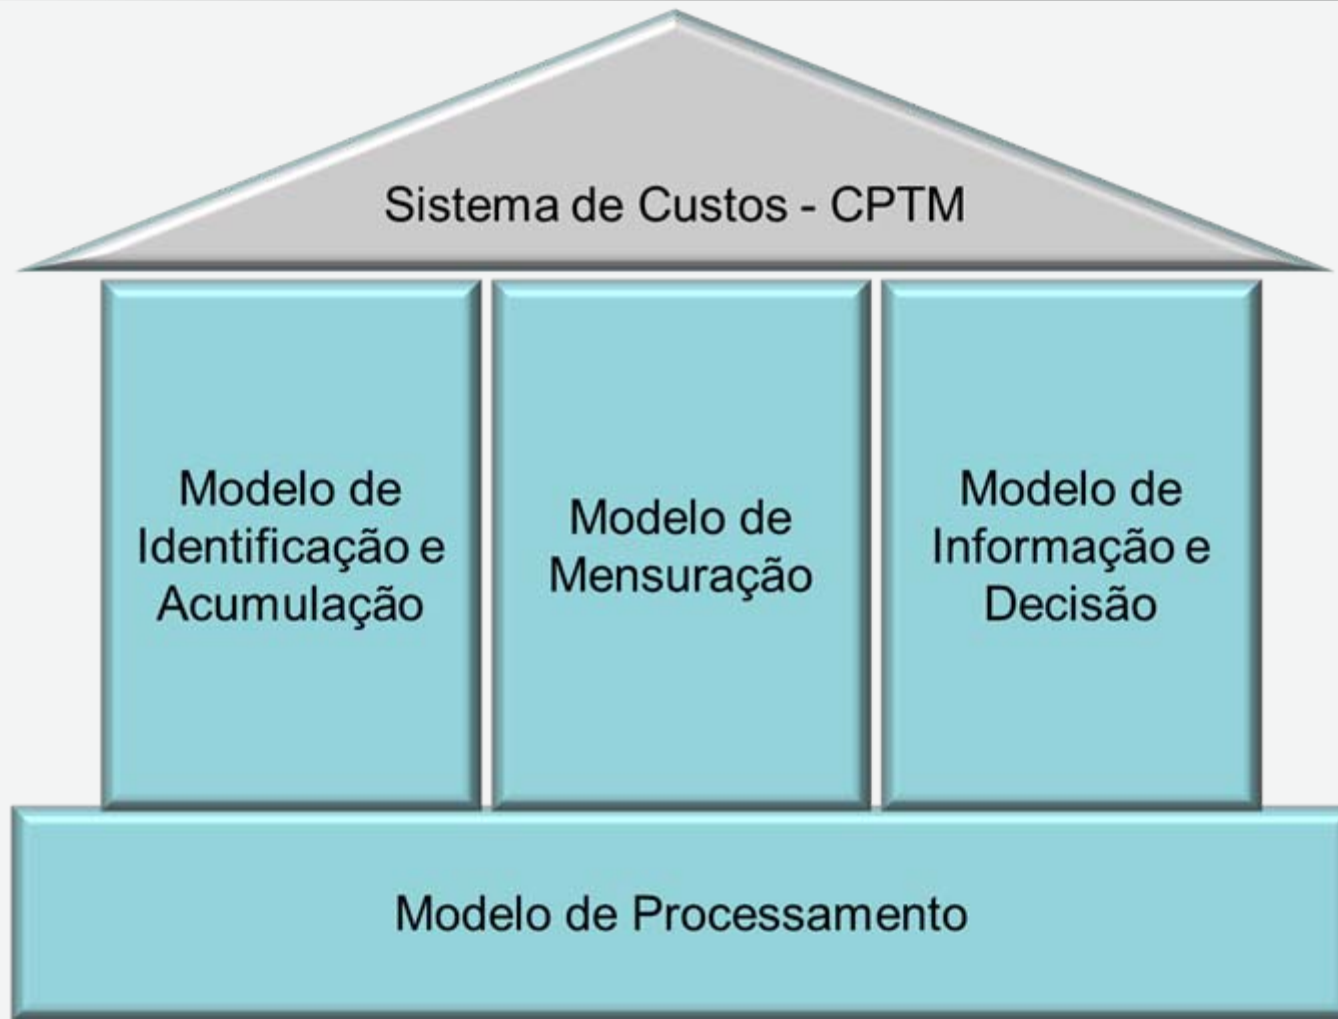 Sistema de Custos - CPTM
Modelo de
Identificação e
Acumulação
Modelo de
Mensuração
Modelo de
Informação e
Decisão
Modelo de Processamento